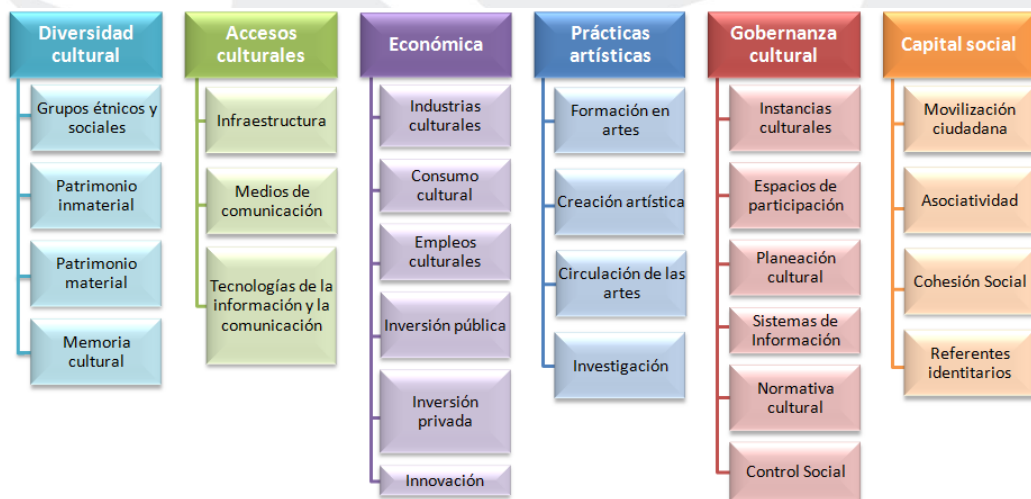 Diversidad
cultural
Grupos étnicos y
sociales
Patrimonio
inmaterial
Patrimonio
material
Memoria
cultural
Accesos
culturales
Infraestructura
Medios de
comunicación
Tecnologías de la
información y la
comunicación
Económica
Industrias
culturales
Consumo
cultural
Empleos
culturales
Inversión pública
Inversión
privada
Innovación
Prácticas
artísticas
Formación en
artes
Creación artística
Circulación de las
artes
Investigación
Gobernanza
cultural
Instancias
culturales
Espacios de
participación
Planeación
cultural
Sistemas de
Información
Normativa
cultural
Control Social
Capital social
Movilización
ciudadana
Asociatividad
Cohesión Social
Referentes
identitarios